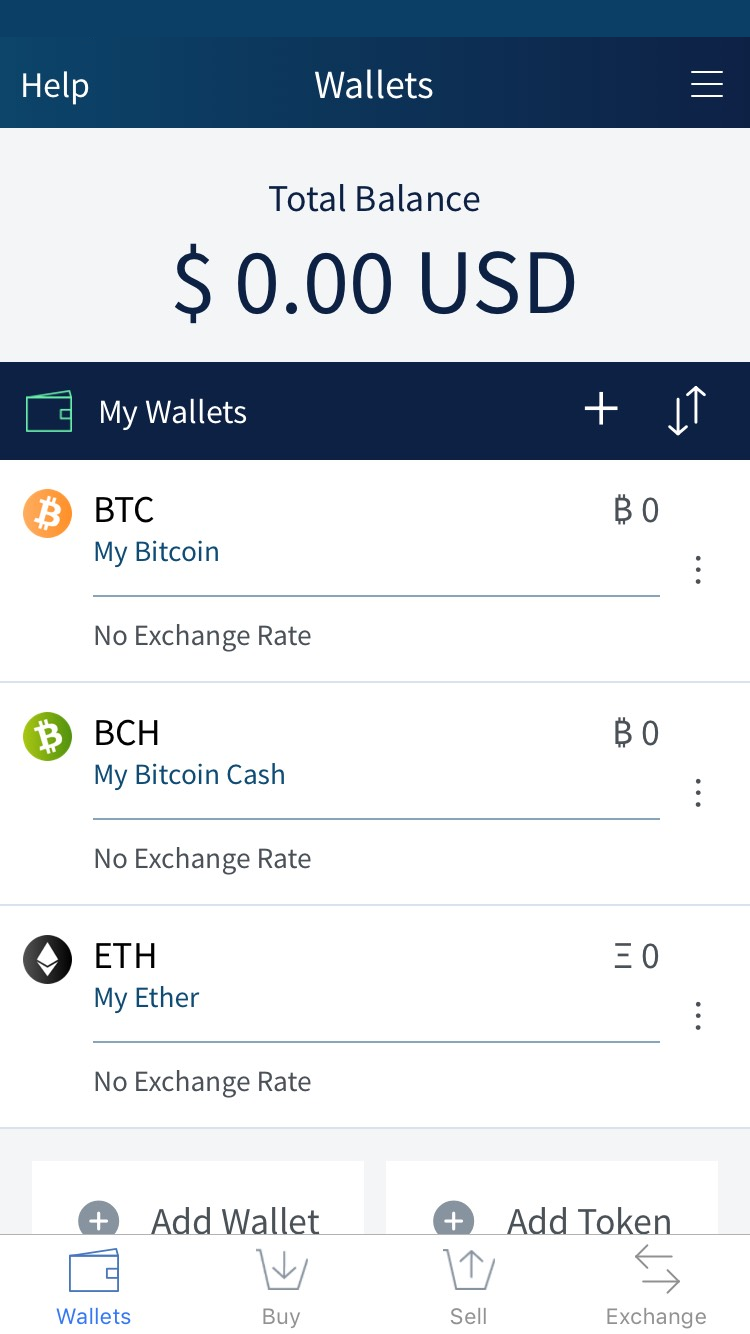 Help Wallets
Total Balance
$ 0.00 USD
My Wallets
BTC ₿ 0
My Bitcoin
No Exchange Rate
BCH ₿ 0
My Bitcoin Cash
No Exchange Rate
ETH Ξ 0
My Ether
No Exchange Rate
Add Wallet Add Token
Wallets Buy Sell Exchange